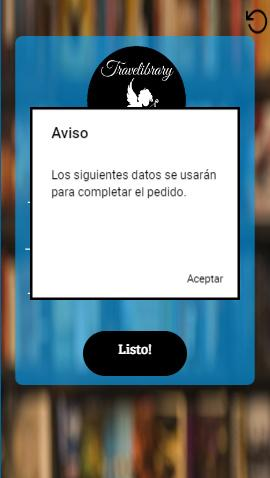 Travelibrary
Aviso
Los siguientes datos se usarán
para completar el pedido.
Aceptar
Listo!